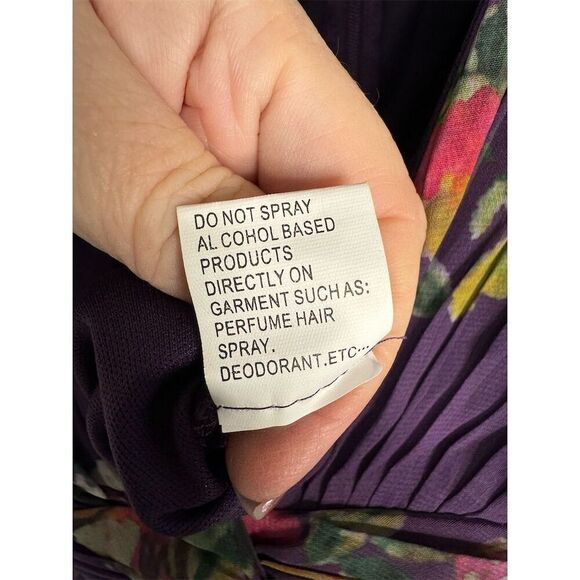 DO NOT SPRAY
AL COHOL BASED
PRODUCTS
DIRECTLY ON
GARMENT SUCH AS:
PERFUME HAIR
SPRAY.
DEODORANT.ETC...